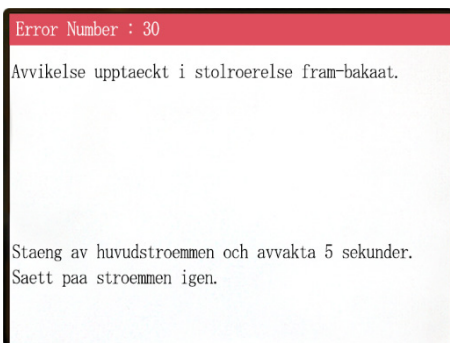 Error Number : 30
Avvikelse upptaeckt i stolroerelse fram-bakaat.
Staeng av huvudstroemmen och avvakta 5 sekunder.
Saett paa stroemmen igen.